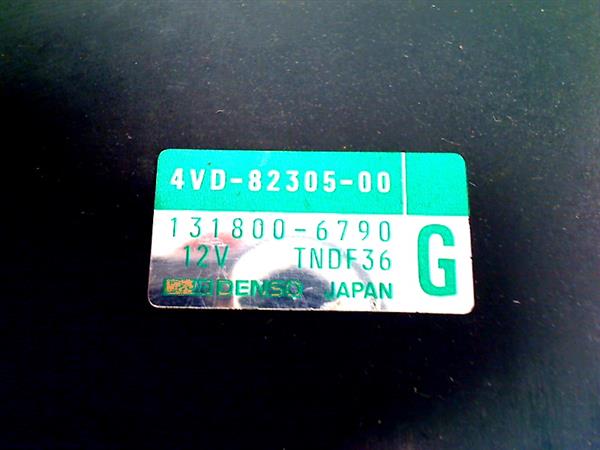 4VD-82305-00
131800-6790
12V TNDF36
G
DENSO JAPAN